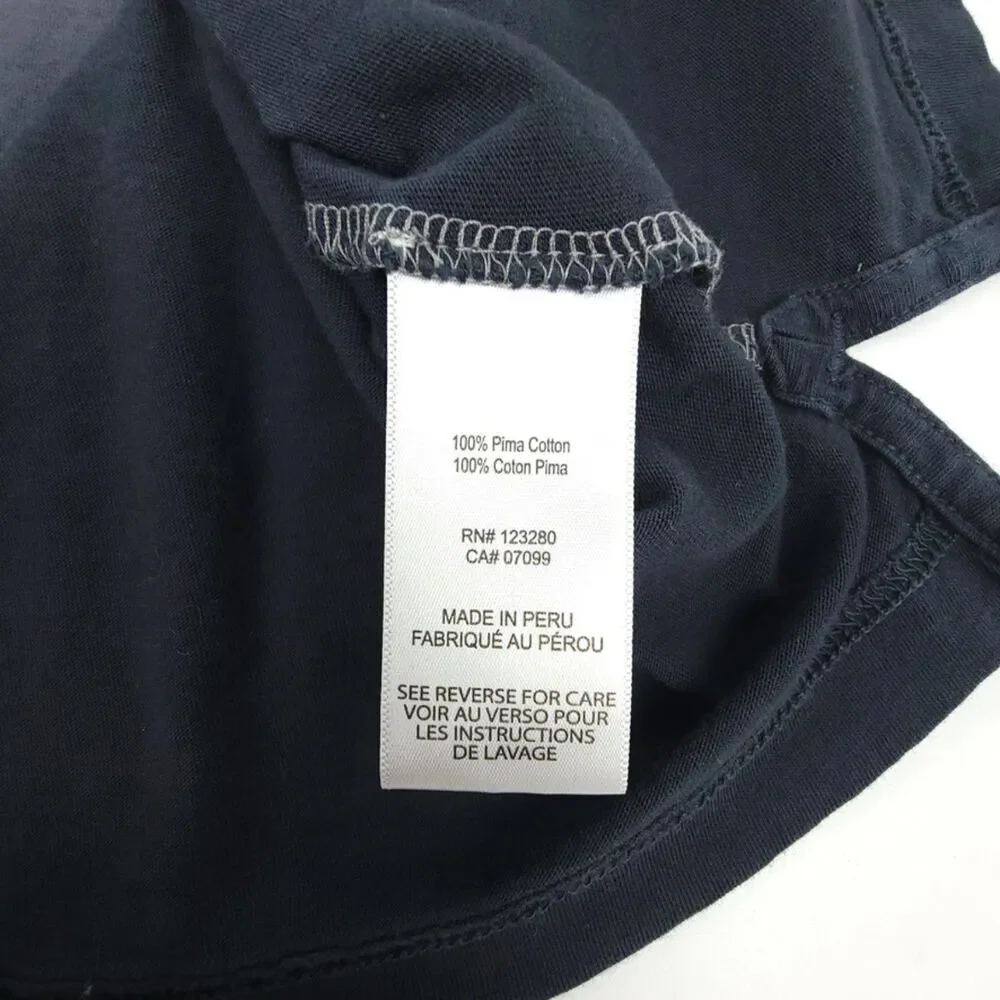 100% Pima Cotton
100% Coton Pima
RN# 123280
CA# 07099
MADE IN PERU
FABRIQUÉ AU PÉROU
SEE REVERSE FOR CARE
VOIR AU VERSO POUR
LES INSTRUCTIONS
DE LAVAGE